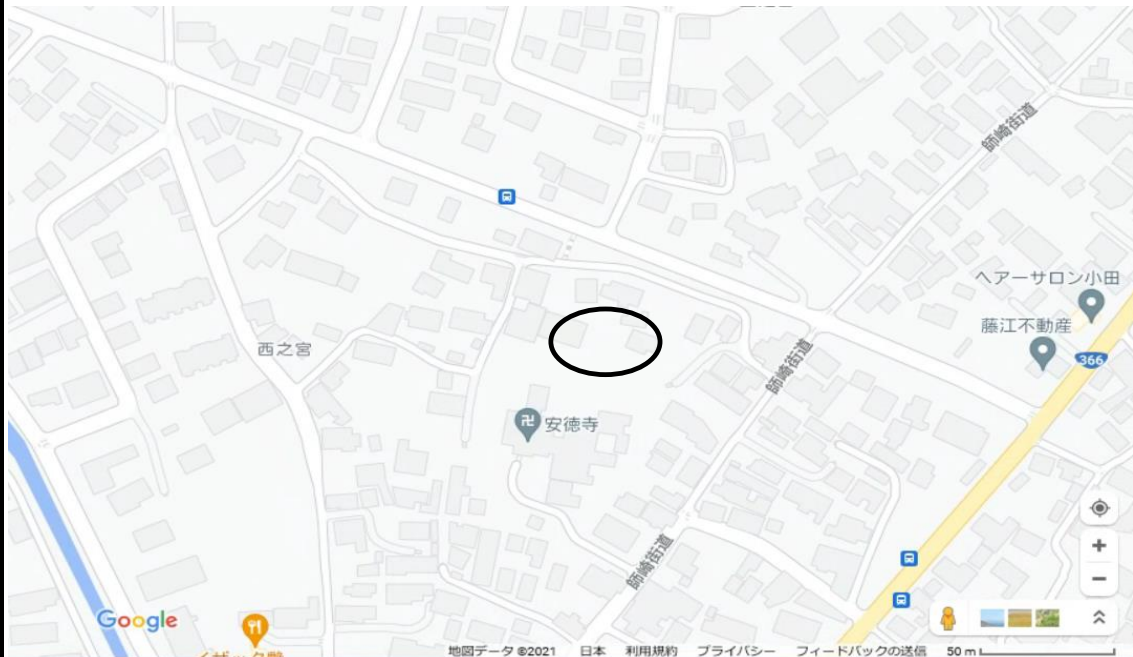 師崎街道
ヘアーサロン小田
藤江不動産
366
西之宮
師崎街道
安徳寺
師崎街道
Google
地図データ ©2021 日本 利用規約 プライバシー フィードバックの送信 50 m